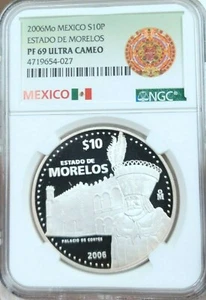 2006Mo MEXICO S10P
ESTADO DE MORELOS
PF 69 ULTRA CAMEO
4719654-027
MEXICO
NGC
$10
ESTADO DE
MORELOS
PALACIO DE CORTES
2006